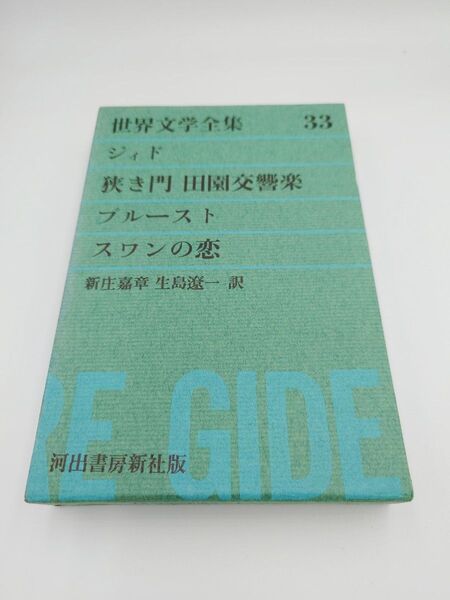 世界文学全集 33
ジィド
狭き門 田園交響楽
プルースト
スワンの恋
新庄嘉章 生島遼一 訳
RE GIDE
河出書房新社版